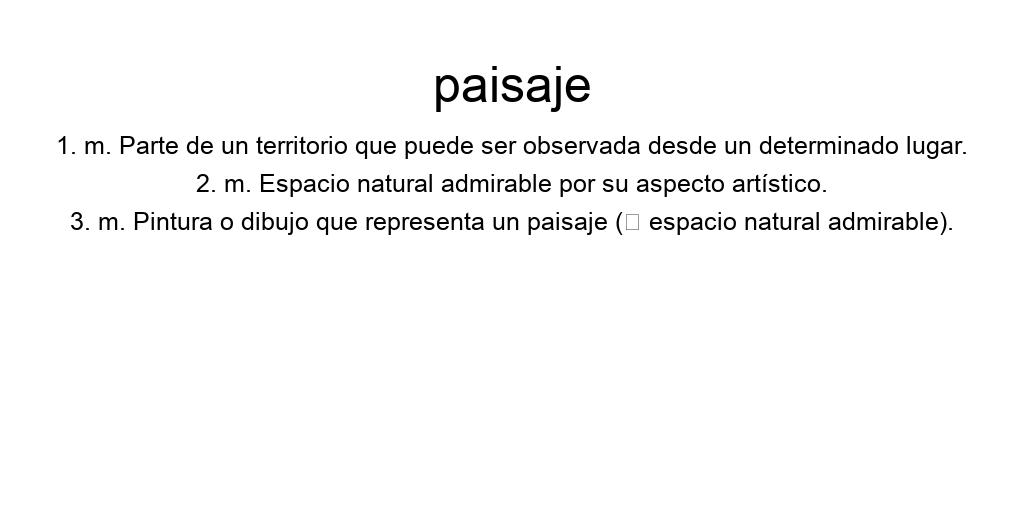 paisaje
1. m. Parte de un territorio que puede ser observada desde un determinado lugar.
2. m. Espacio natural admirable por su aspecto artístico.
3. m. Pintura o dibujo que representa un paisaje (□ espacio natural admirable).